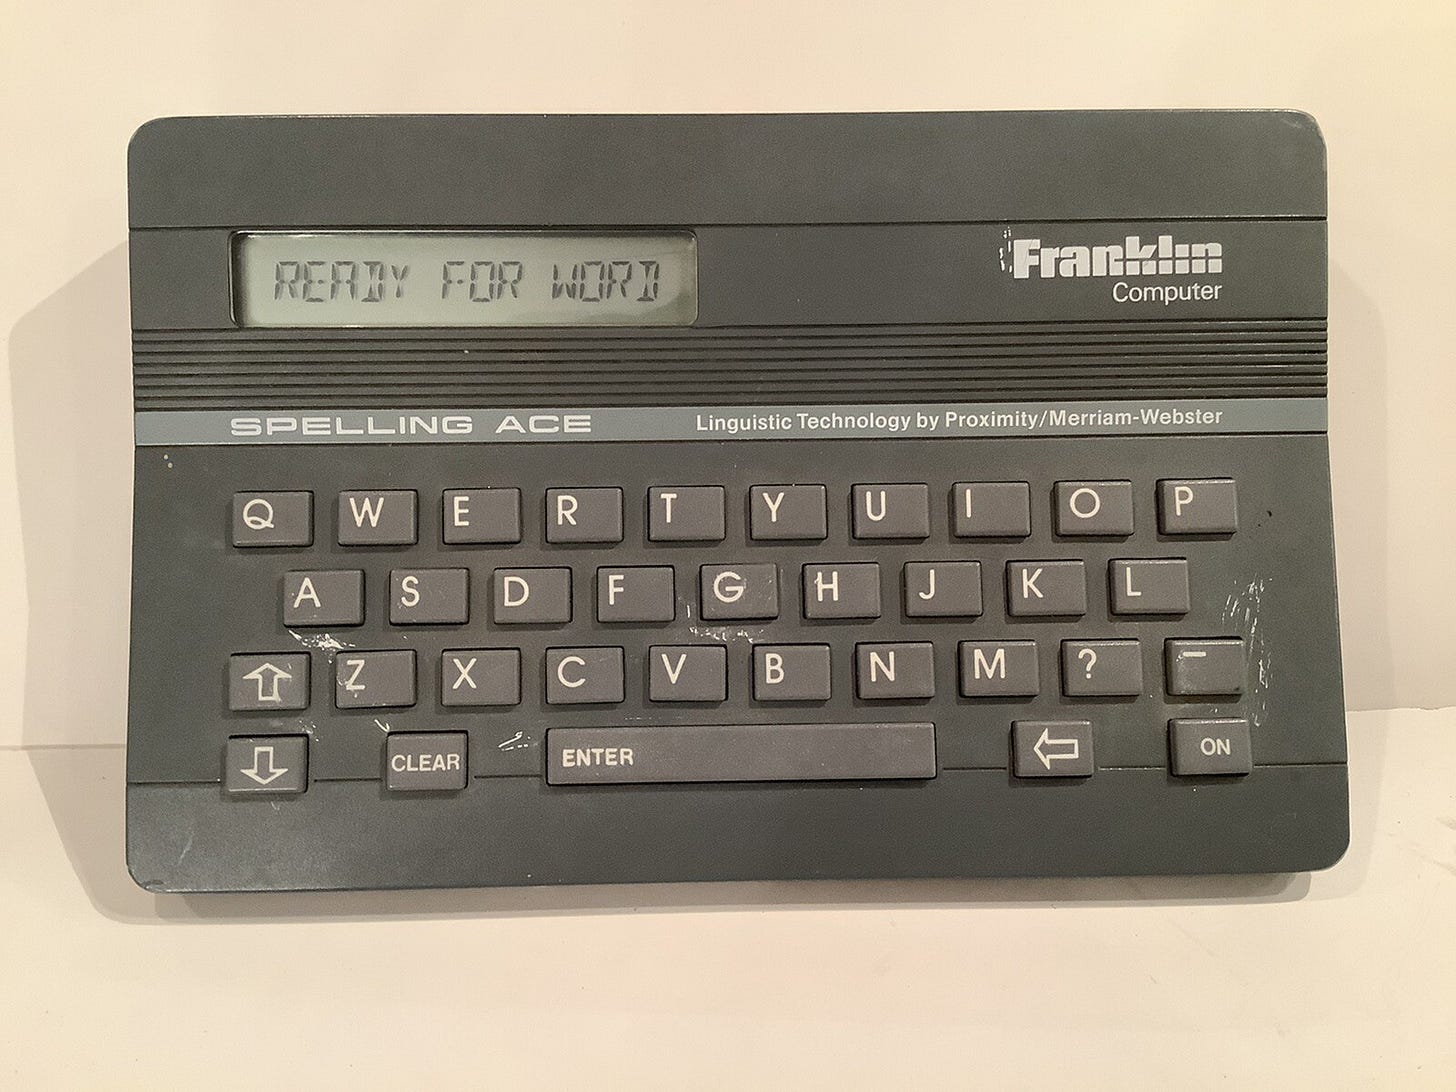 READY FOR WORD
Franklin
Computer
SPELLING ACE Linguistic Technology by Proximity/Merriam-Webster
Q W E R T Y U I O P
A S D F G H J K L
Z X C V B N M ? –
CLEAR ENTER ON